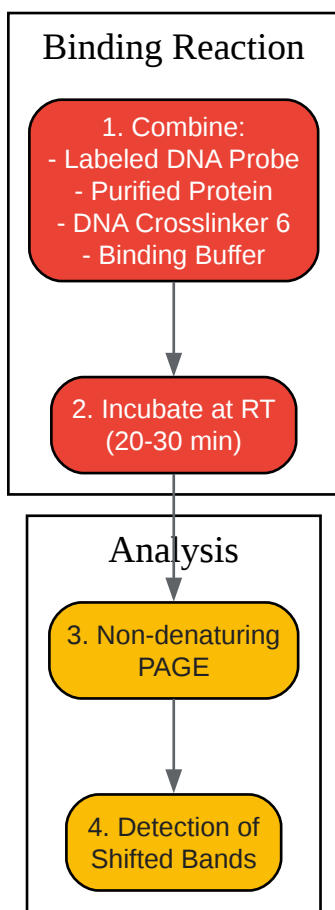 Binding Reaction
1. Combine:
- Labeled DNA Probe
- Purified Protein
- DNA Crosslinker 6
- Binding Buffer
2. Incubate at RT
(20-30 min)
Analysis
3. Non-denaturing
PAGE
4. Detection of
Shifted Bands